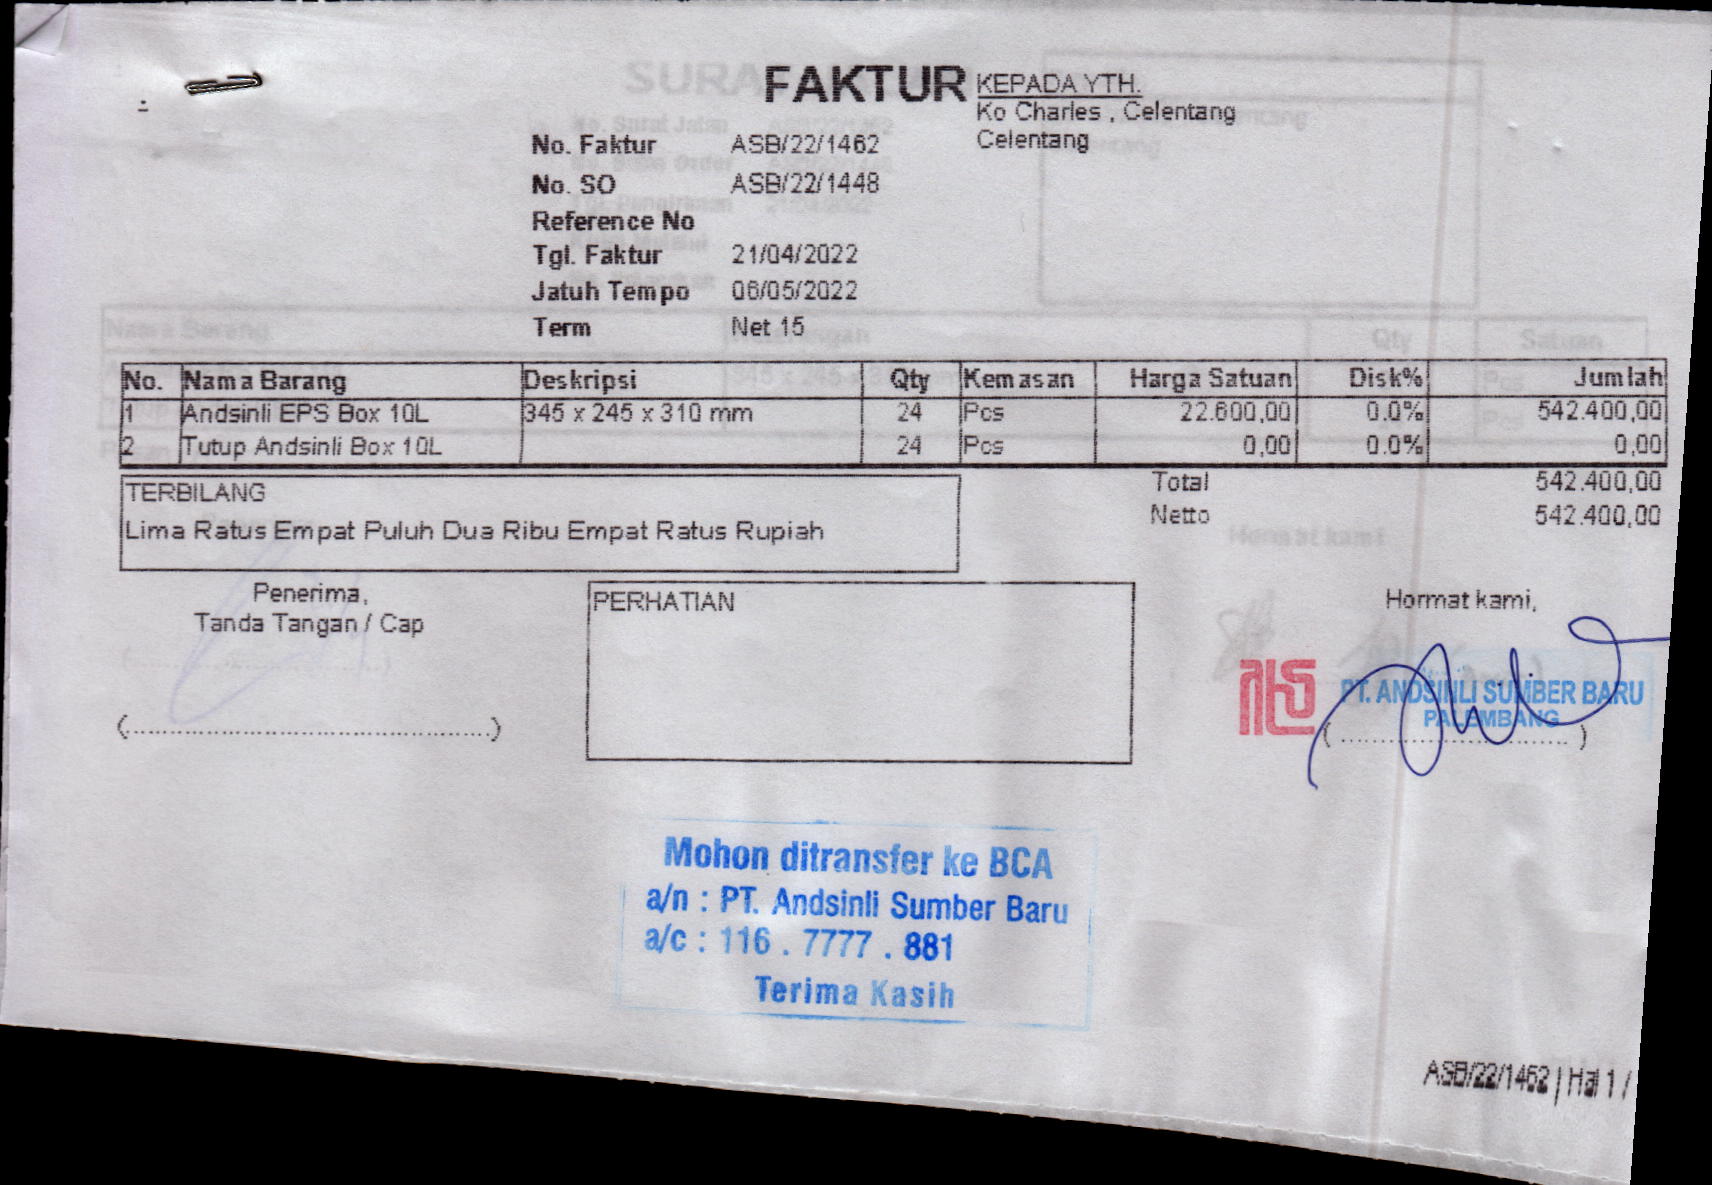 FAKTUR
KEPADA YTH.
Ko Charles , Celentang
Celentang
No. Faktur ASB/22/1462
No. SO ASB/22/1448
Reference No
Tgl. Faktur 21/04/2022
Jatuh Tempo 06/05/2022
Term Net 15
No. Nama Barang Deskripsi Qty Kemasan Harga Satuan Disk% Jumlah
1 Andsinli EPS Box 10L 345 x 245 x 310 mm 24 Pcs 22.600,00 0.0% 542.400,00
2 Tutup Andsinli Box 10L 24 Pcs 0,00 0.0% 0,00
Total 542.400,00
Netto 542.400,00
TERBILANG
Lima Ratus Empat Puluh Dua Ribu Empat Ratus Rupiah
Penerima,
Tanda Tangan / Cap
(................................................)
PERHATIAN
Hormat kami,
PT. ANDSINLI SUMBER BARU
PALEMBANG
(..............................)
Mohon ditransfer ke BCA
a/n : PT. Andsinli Sumber Baru
a/c : 116 . 7777 . 881
Terima Kasih
ASB/22/1462 | Hal 1 /